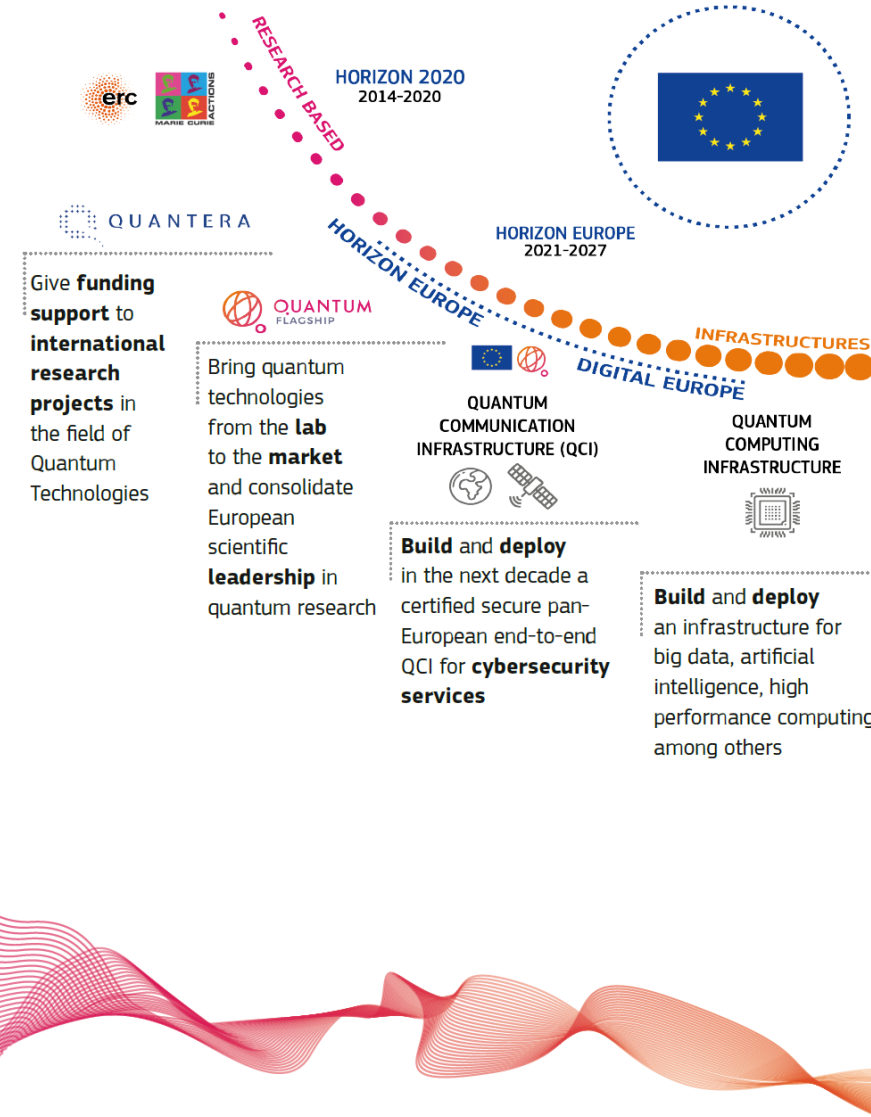 RESEARCH BASED
HORIZON 2020
2014-2020
erc
MARIE CURIE
ACTIONS
QUANTERA
HORIZON EUROPE
2021-2027
HORIZON EUROPE
DIGITAL EUROPE
INFRASTRUCTURES
Give funding
support to
international
research
projects in
the field of
Quantum
Technologies
QUANTUM
FLAGSHIP
Bring quantum
technologies
from the lab
to the market
and consolidate
European
scientific
leadership in
quantum research
QUANTUM
COMMUNICATION
INFRASTRUCTURE (QCI)
Build and deploy
in the next decade a
certified secure pan-
European end-to-end
QCI for cybersecurity
services
QUANTUM
COMPUTING
INFRASTRUCTURE
Build and deploy
an infrastructure for
big data, artificial
intelligence, high
performance computing
among others